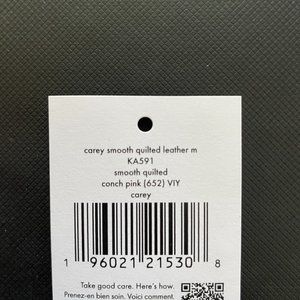 carey smooth quilted leather m
KA591
smooth quilted
conch pink (652) VIY
carey
1 96021 21530 8
Take good care. Here's how.
Prenez-en bien soin. Voici comment.